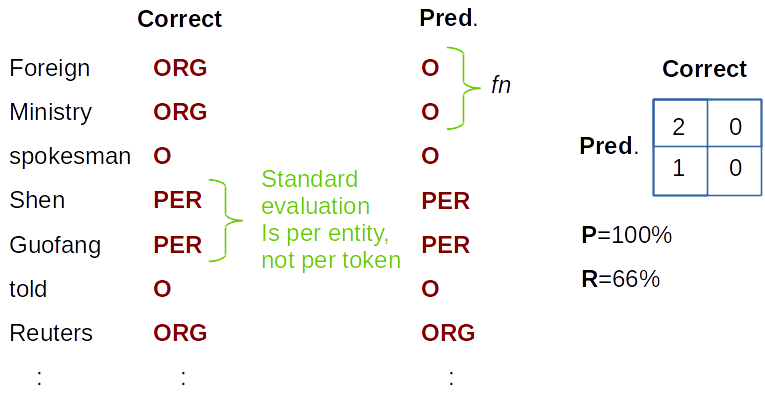 Correct Pred.
Foreign ORG O
Ministry ORG O
fn
spokesman O O
Shen PER PER
Guofang PER PER
told O O
Reuters ORG ORG
: : :
Standard
evaluation
Is per entity,
not per token
Correct
Pred.
2 0
1 0
P=100%
R=66%